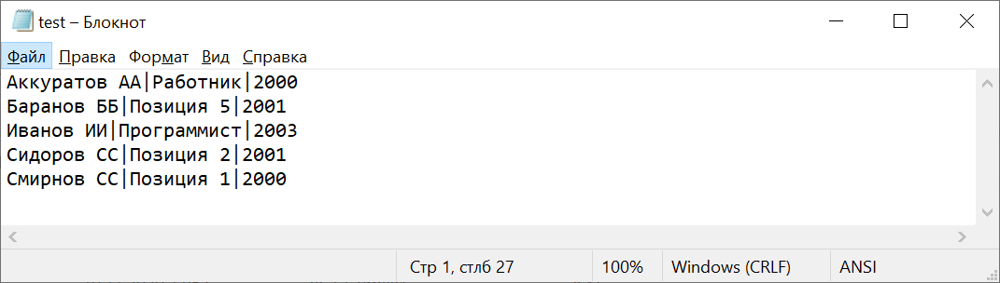 test – Блокнот
Файл Правка Формат Вид Справка
Аккуратов АА|Работник|2000
Баранов ББ|Позиция 5|2001
Иванов ИИ|Программист|2003
Сидоров СС|Позиция 2|2001
Смирнов СС|Позиция 1|2000
Стр 1, стлб 27 100% Windows (CRLF) ANSI